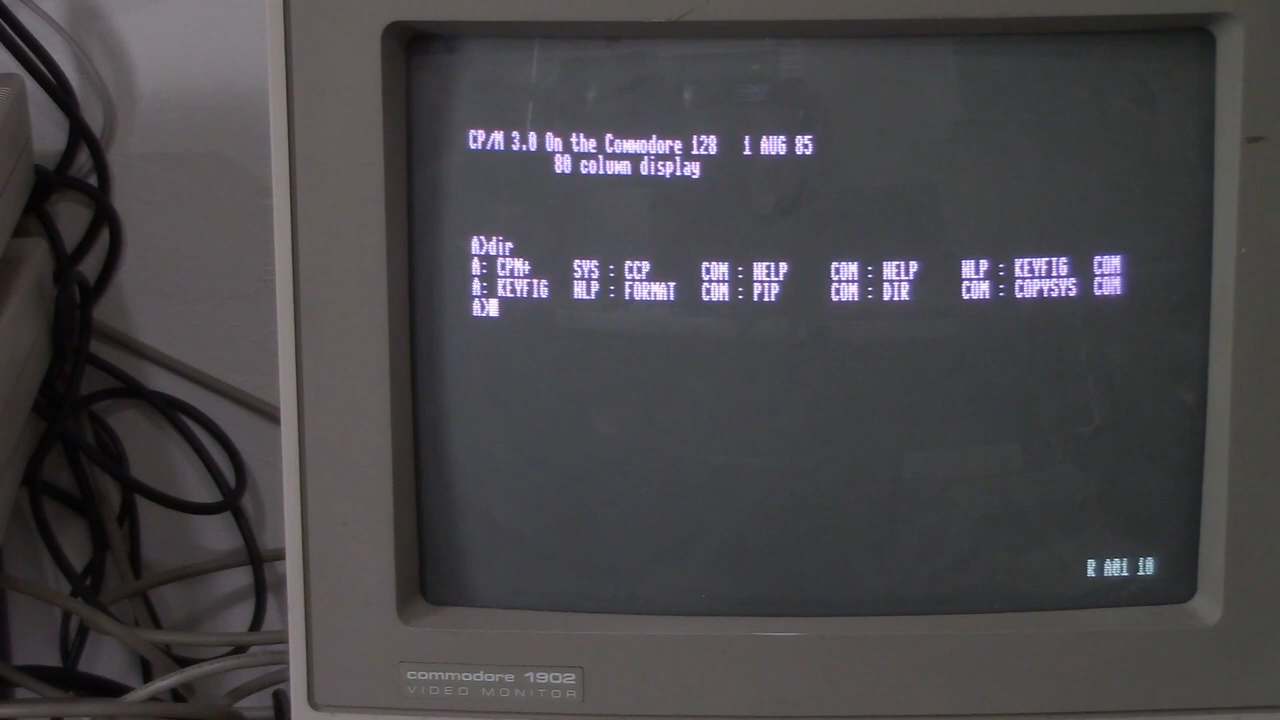 CP/M 3.0 On the Commodore 128   1 AUG 85
80 column display
A>dir
A: CPM+     SYS : CCP      COM : HELP     COM : HELP     HLP : KEYFIG   COM
A: KEYFIG   HLP : FORMAT   COM : PIP      COM : DIR      COM : COPYSYS  COM
A>
R A01 10
commodore 1902
VIDEO MONITOR